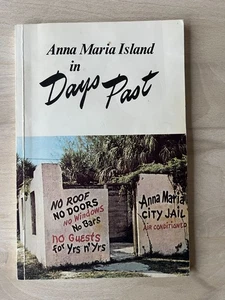 Anna Maria Island
in
Days Past
NO ROOF
NO DOORS
NO WINDOWS
No Bars
NO GUESTS
for Yrs n' Yrs
Anna Maria
CITY JAIL
AIR CONDITIONED